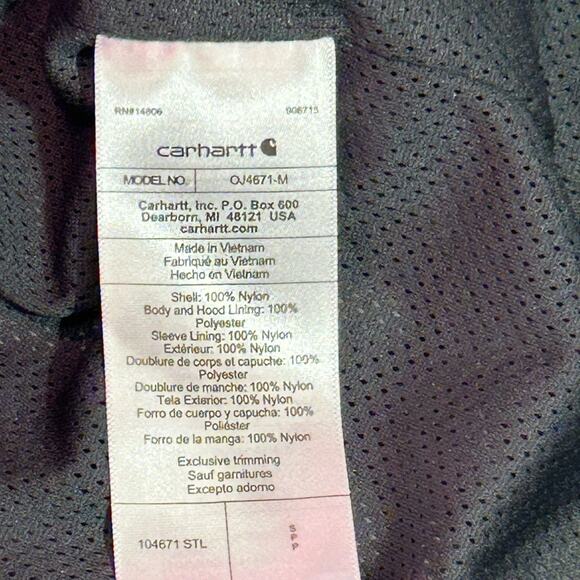 RN#14806 006715
carhartt
MODEL NO. OJ4671-M
Carhartt, Inc. P.O. Box 600
Dearborn, MI 48121 USA
carhartt.com
Made in Vietnam
Fabriqué au Vietnam
Hecho en Vietnam
Shell: 100% Nylon
Body and Hood Lining: 100%
Polyester
Sleeve Lining: 100% Nylon
Extérieur: 100% Nylon
Doublure de corps et capuche: 100%
Polyester
Doublure de manche: 100% Nylon
Tela Exterior: 100% Nylon
Forro de cuerpo y capucha: 100%
Poliéster
Forro de la manga: 100% Nylon
Exclusive trimming
Sauf garnitures
Excepto adorno
104671 STL
S
P
P